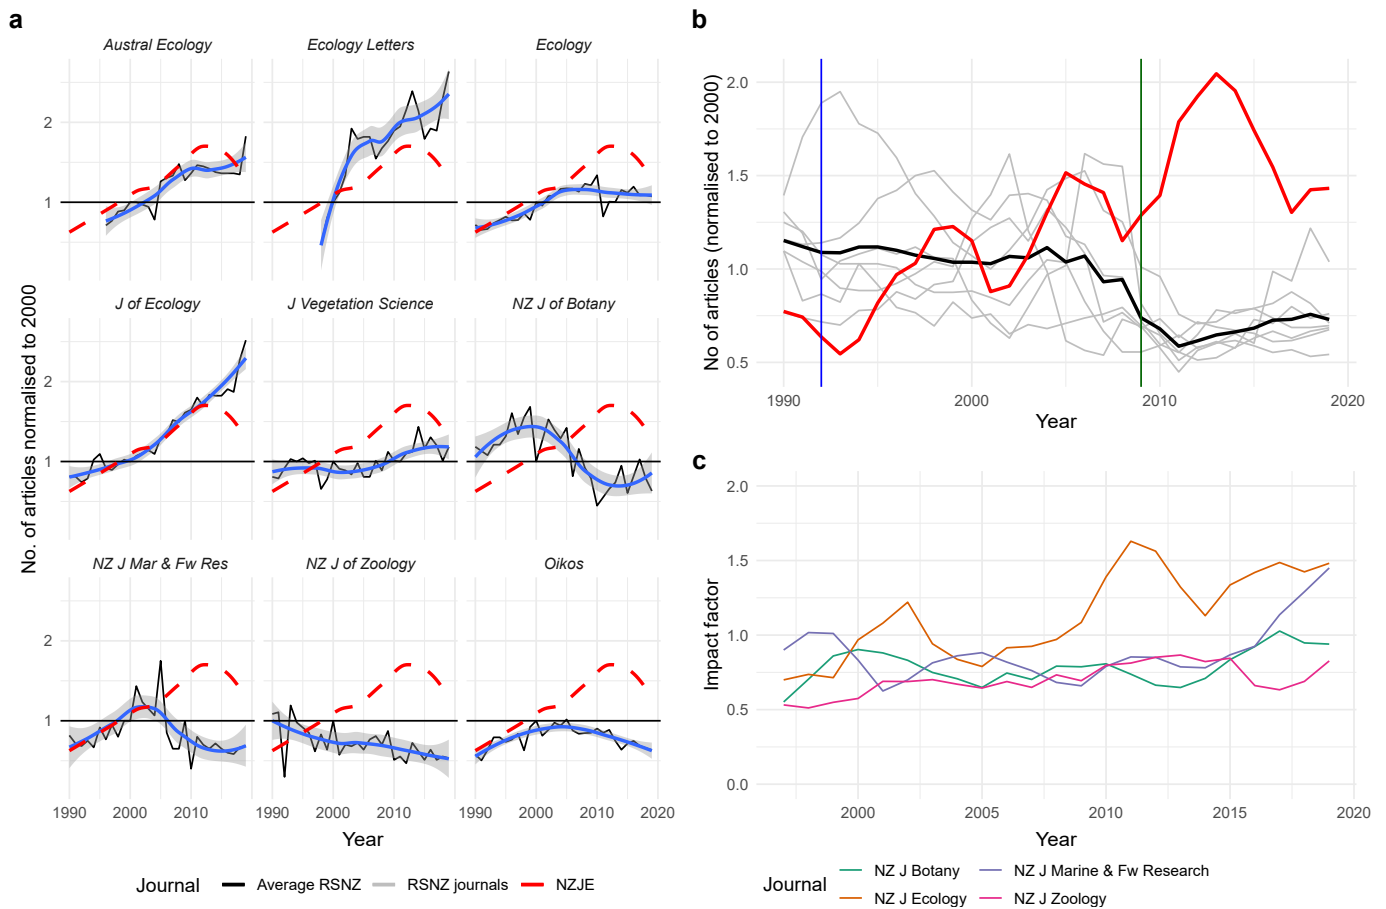 a
Austral Ecology
Ecology Letters
Ecology
2
1
J of Ecology
J Vegetation Science
NZ J of Botany
2
1
NZ J Mar & Fw Res
NZ J of Zoology
Oikos
2
1
No. of articles normalised to 2000
1990 2000 2010
1990 2000 2010
1990 2000 2010 2020
Year
Journal
Average RSNZ
RSNZ journals
NZJE
b
No of articles (normalised to 2000)
2.0
1.5
1.0
0.5
1990 2000 2010 2020
Year
c
Impact factor
2.0
1.5
1.0
0.5
0.0
2000 2005 2010 2015 2020
Year
Journal
NZ J Botany
NZ J Marine & Fw Research
NZ J Ecology
NZ J Zoology